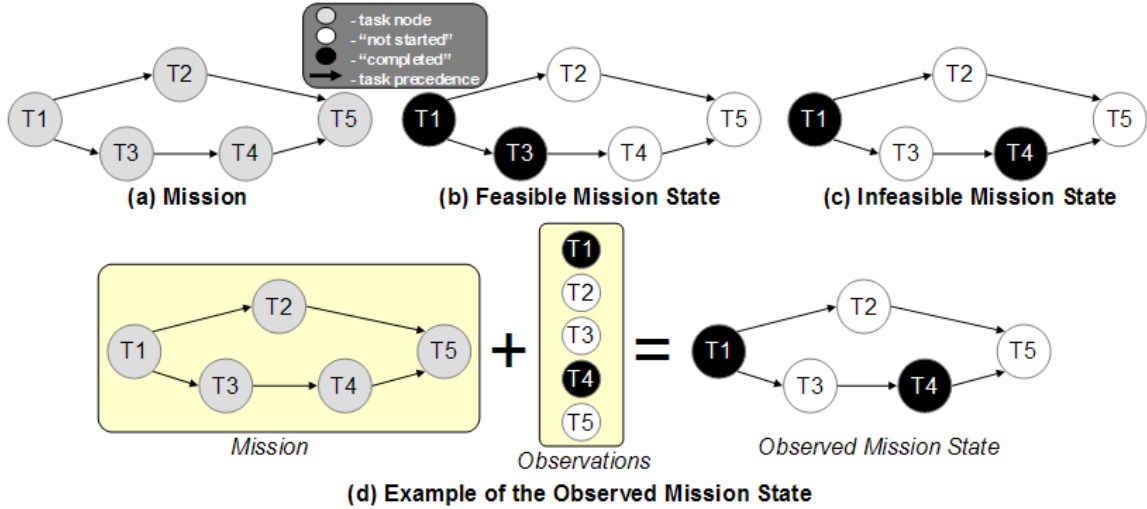 - task node
- “not started”
- “completed”
- task precedence
T1
T2
T3
T4
T5
(a) Mission
T1
T2
T3
T4
T5
(b) Feasible Mission State
T1
T2
T3
T4
T5
(c) Infeasible Mission State
T1
T2
T3
T4
T5
Mission
+
T1
T2
T3
T4
T5
Observations
=
T1
T2
T3
T4
T5
Observed Mission State
(d) Example of the Observed Mission State